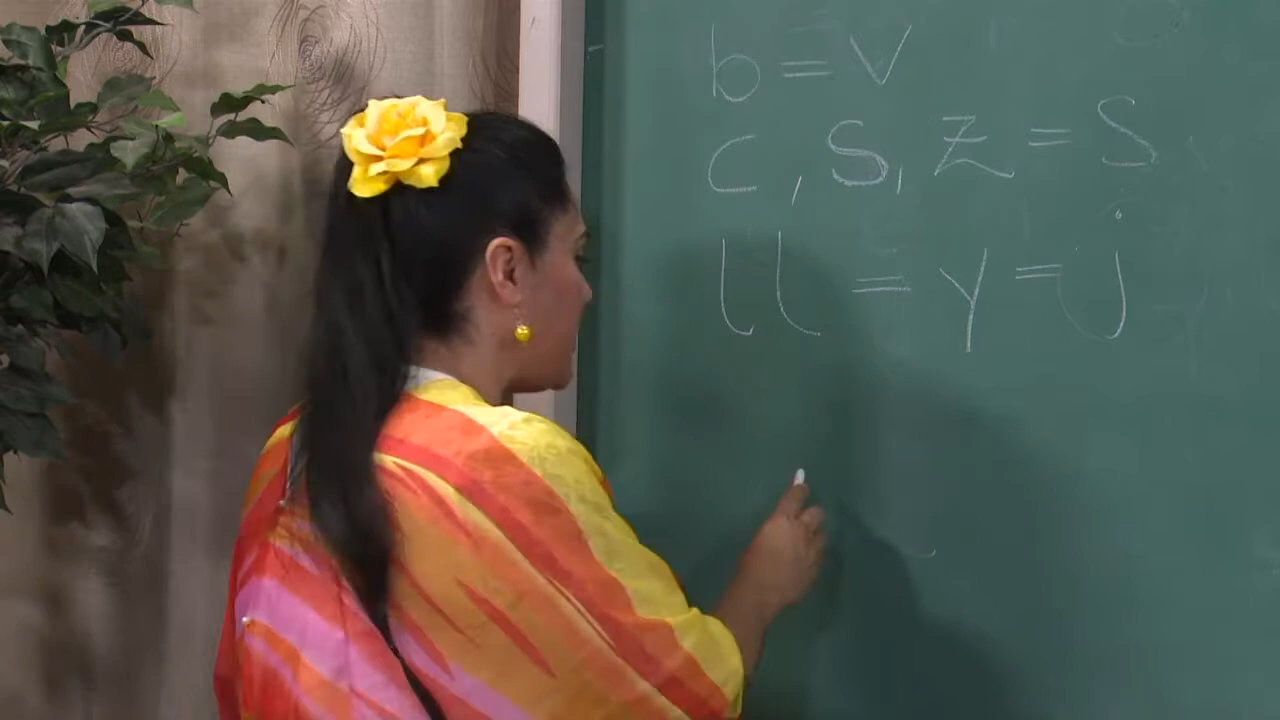 b = v
c, s, z = s
ll = y = j